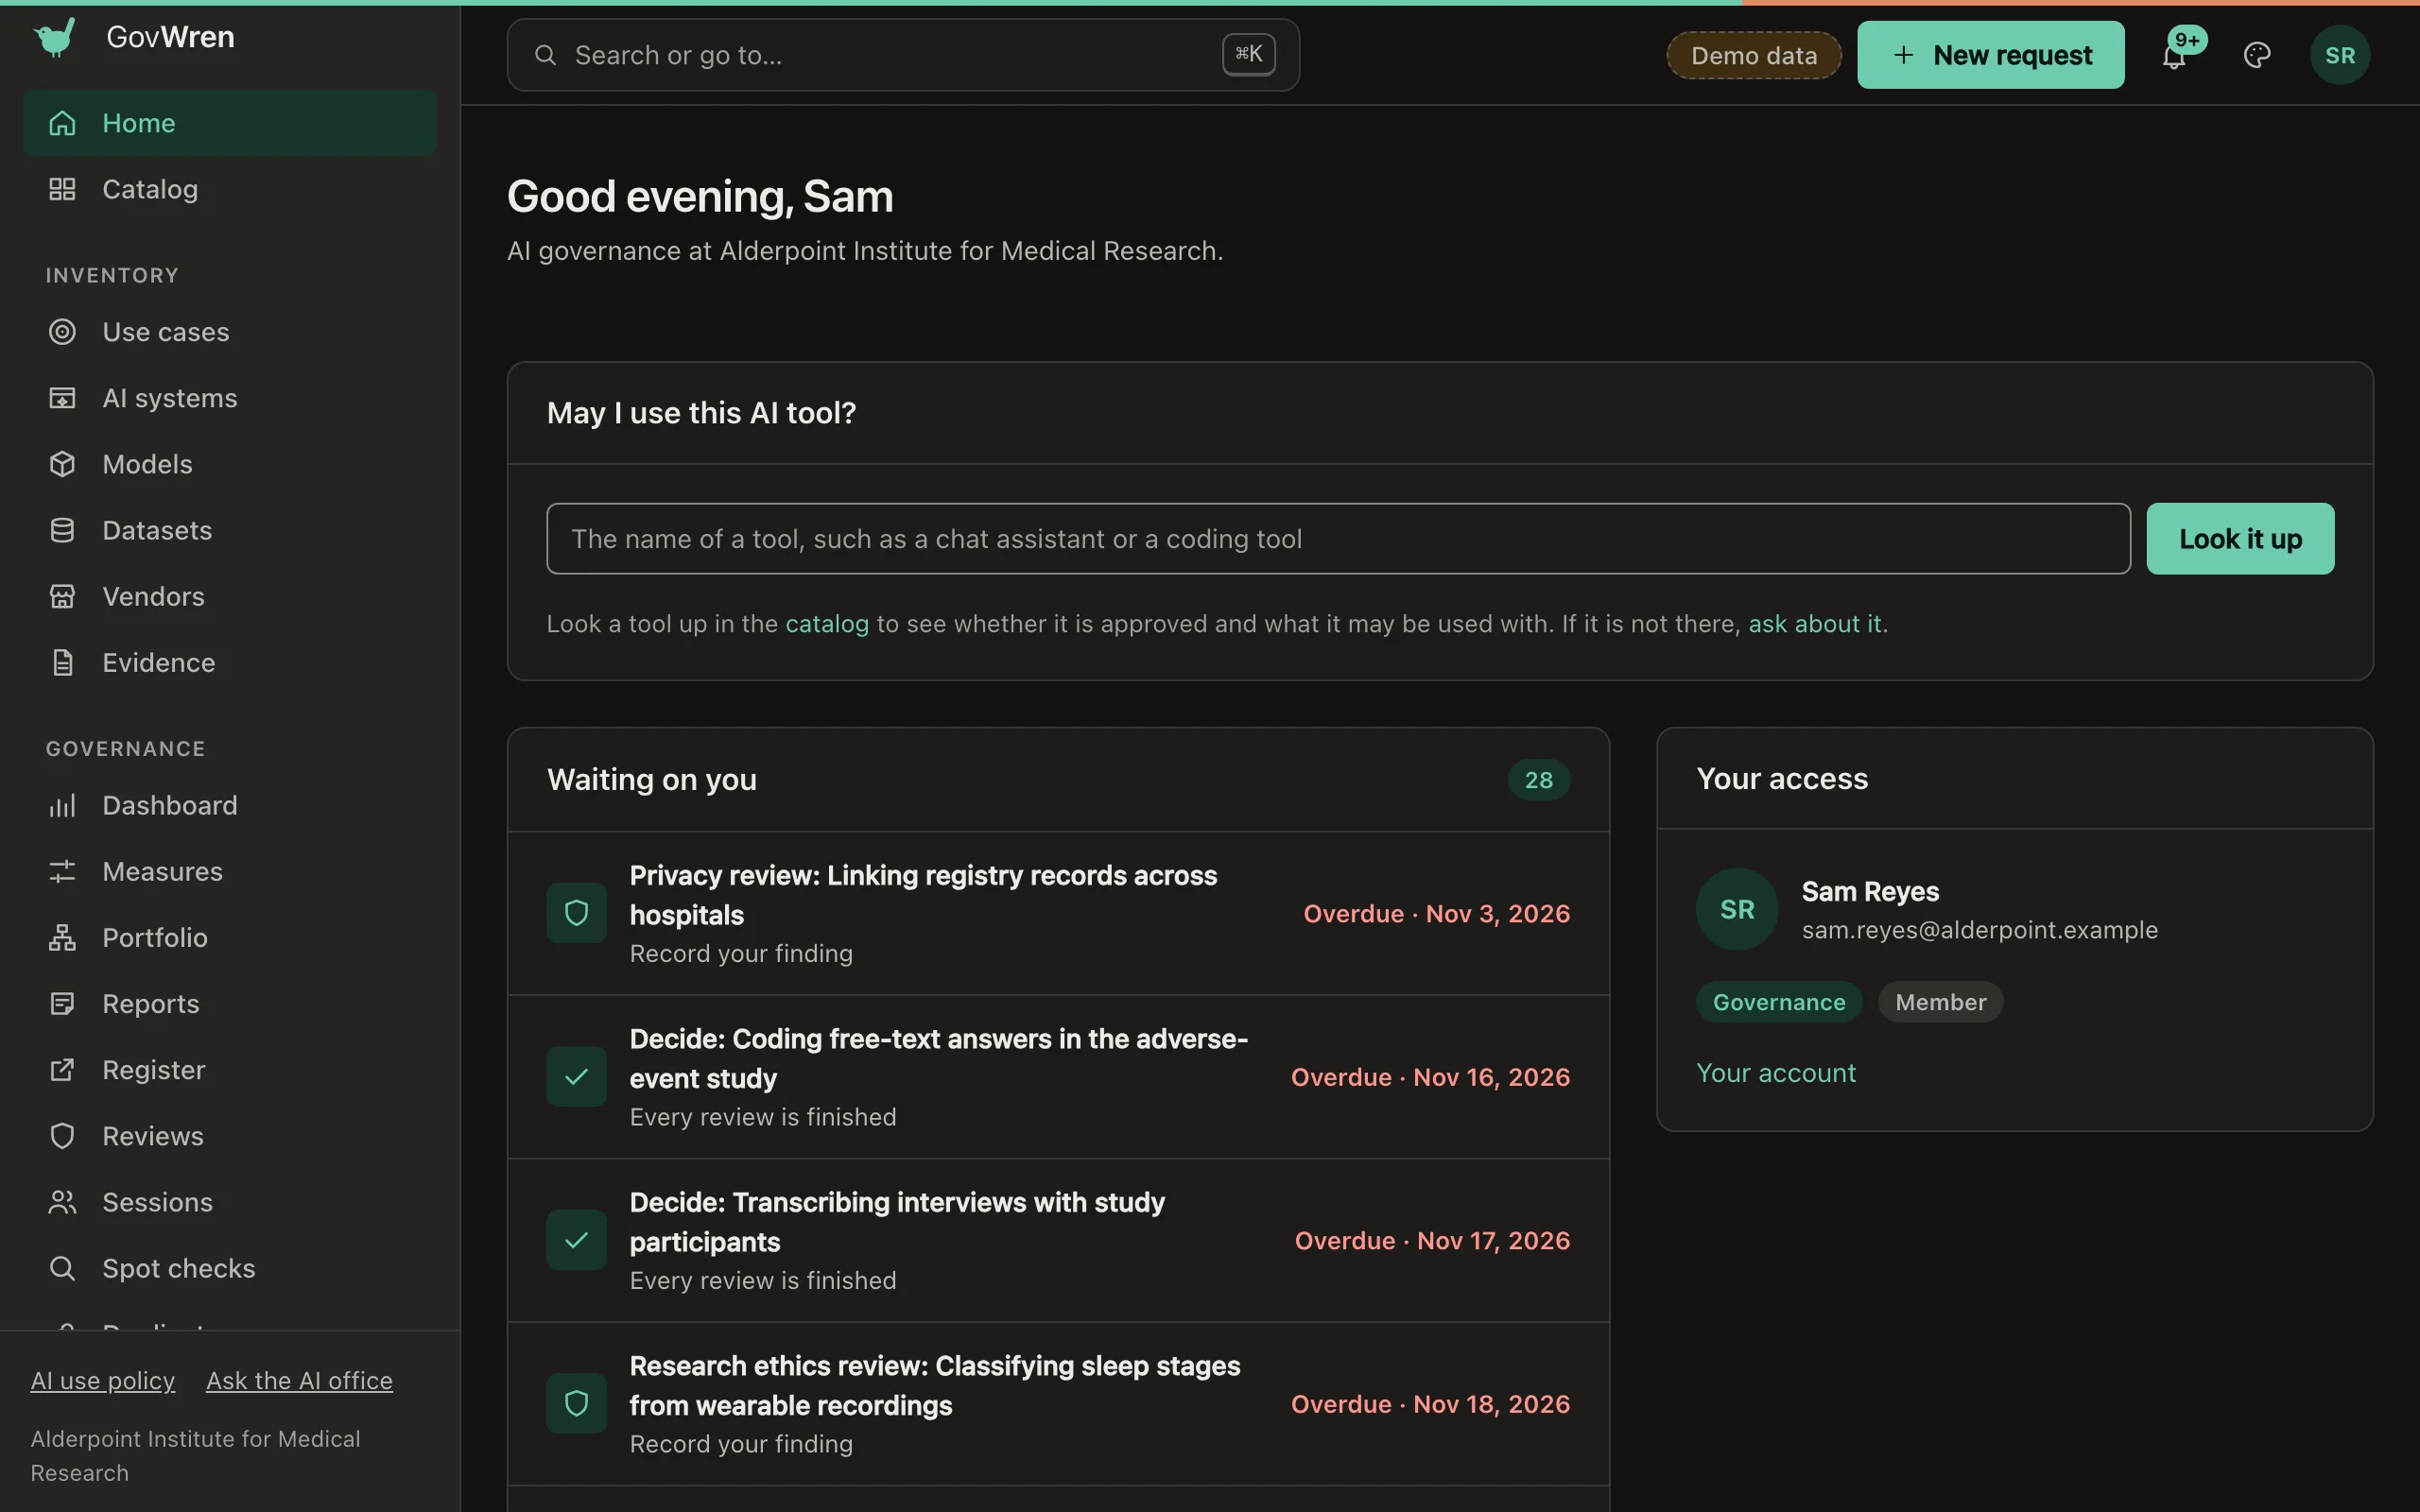 GovWren
Search or go to...
⌘K
Demo data
+ New request
9+
SR
Home
Catalog
INVENTORY
Use cases
AI systems
Models
Datasets
Vendors
Evidence
GOVERNANCE
Dashboard
Measures
Portfolio
Reports
Register
Reviews
Sessions
Spot checks
AI use policy
Ask the AI office
Alderpoint Institute for Medical
Research
Good evening, Sam
AI governance at Alderpoint Institute for Medical Research.
May I use this AI tool?
The name of a tool, such as a chat assistant or a coding tool
Look it up
Look a tool up in the catalog to see whether it is approved and what it may be used with. If it is not there, ask about it.
Waiting on you
28
Privacy review: Linking registry records across
hospitals
Record your finding
Overdue · Nov 3, 2026
Decide: Coding free-text answers in the adverse-
event study
Every review is finished
Overdue · Nov 16, 2026
Decide: Transcribing interviews with study
participants
Every review is finished
Overdue · Nov 17, 2026
Research ethics review: Classifying sleep stages
from wearable recordings
Record your finding
Overdue · Nov 18, 2026
Your access
SR
Sam Reyes
sam.reyes@alderpoint.example
Governance
Member
Your account